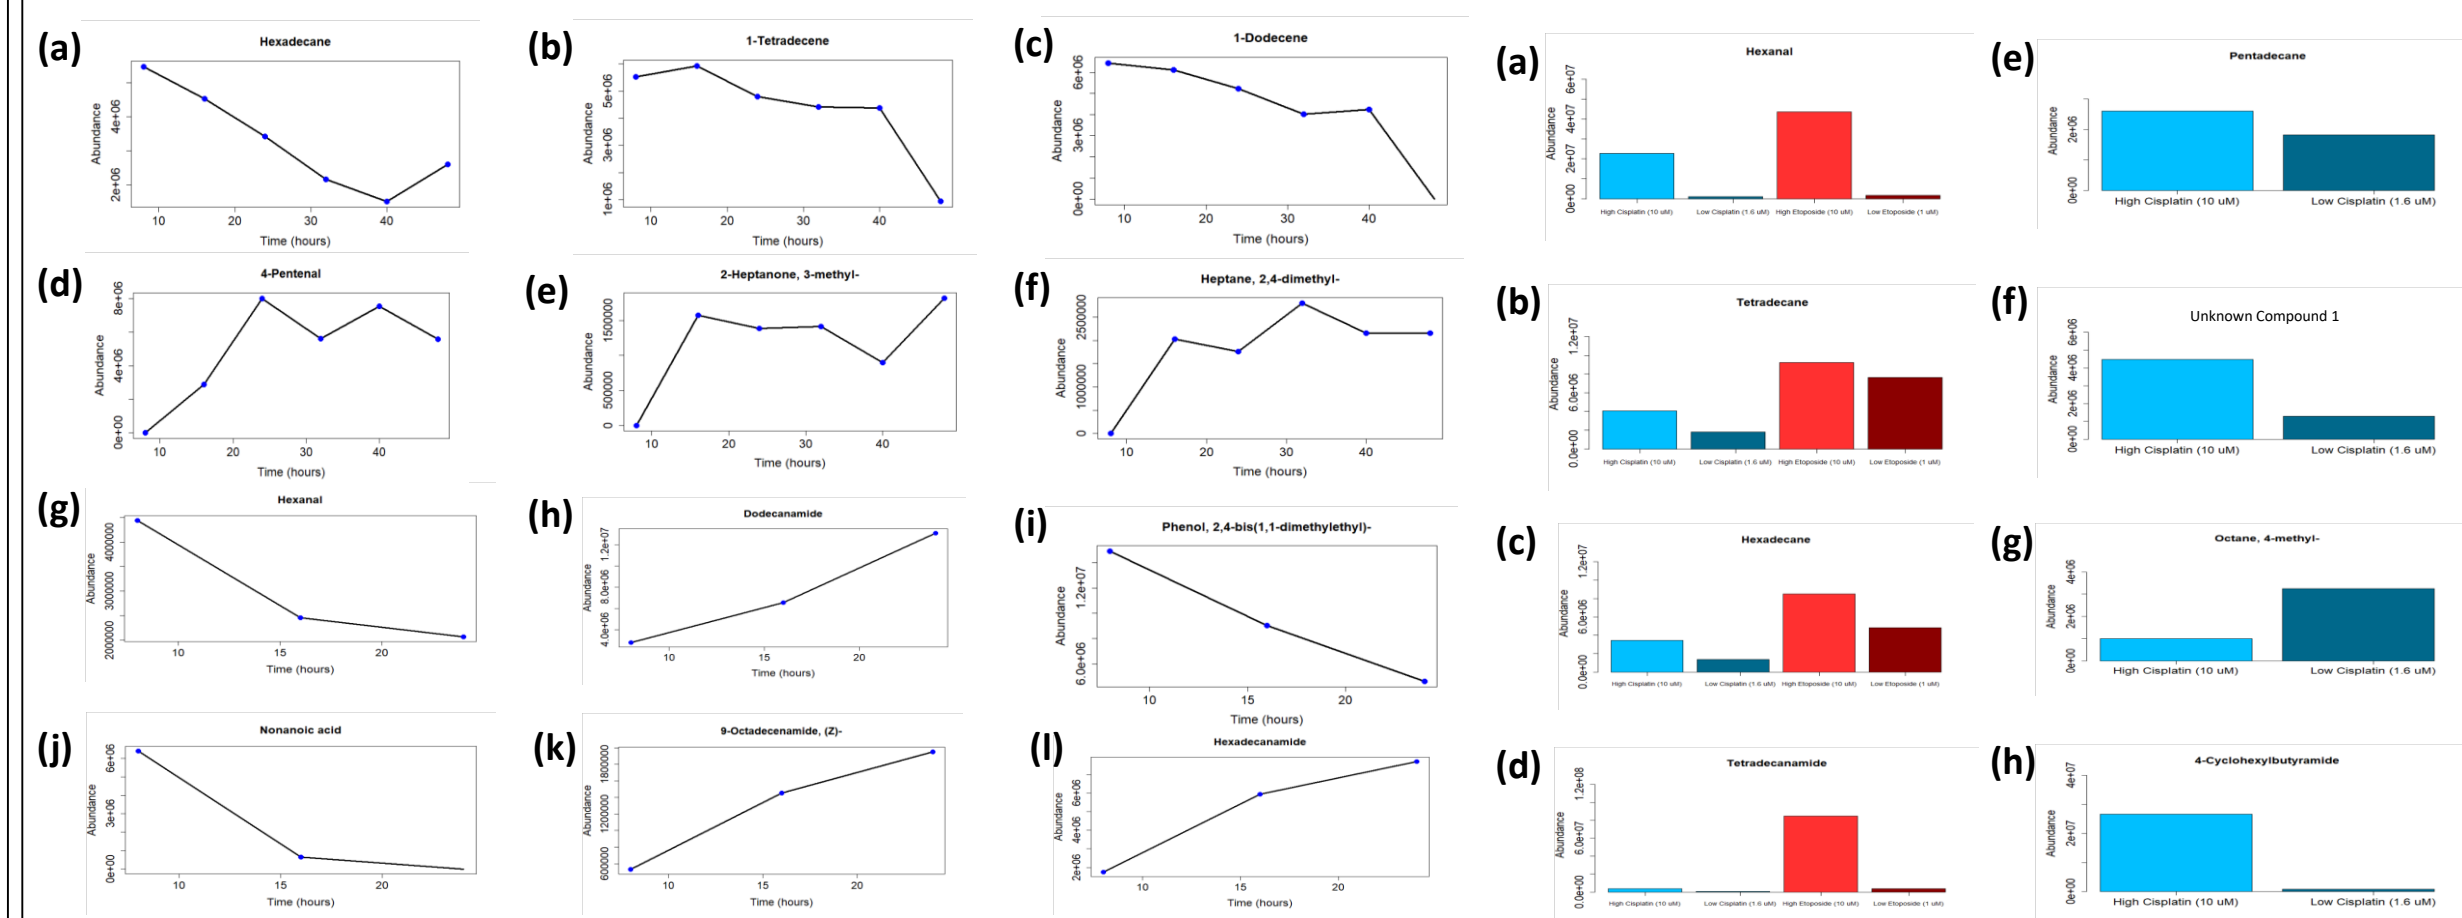 (a)
Hexadecane
Abundance
2e+06
4e+06
10
20
30
40
Time (hours)
(b)
1-Tetradecene
Abundance
1e+06
3e+06
5e+06
10
20
30
40
Time (hours)
(c)
1-Dodecene
Abundance
0e+00
3e+06
6e+06
10
20
30
40
Time (hours)
(a)
Hexanal
Abundance
0e+00
2e+07
4e+07
6e+07
High Cisplatin (10 uM)
Low Cisplatin (1.6 uM)
High Etoposide (10 uM)
Low Etoposide (1 uM)
(e)
Pentadecane
Abundance
0e+00
2e+06
High Cisplatin (10 uM)
Low Cisplatin (1.6 uM)
(d)
4-Pentenal
Abundance
0e+00
4e+06
8e+06
10
20
30
40
Time (hours)
(e)
2-Heptanone, 3-methyl-
Abundance
0
500000
1500000
10
20
30
40
Time (hours)
(f)
Heptane, 2,4-dimethyl-
Abundance
0
1000000
2500000
10
20
30
40
Time (hours)
(b)
Tetradecane
Abundance
0.0e+00
6.0e+06
1.2e+07
High Cisplatin (10 uM)
Low Cisplatin (1.6 uM)
High Etoposide (10 uM)
Low Etoposide (1 uM)
(f)
Unknown Compound 1
Abundance
0e+00
2e+06
4e+06
6e+06
High Cisplatin (10 uM)
Low Cisplatin (1.6 uM)
(g)
Hexanal
Abundance
2000000
3000000
4000000
10
15
20
Time (hours)
(h)
Dodecanamide
Abundance
4.0e+06
8.0e+06
1.2e+07
10
15
20
Time (hours)
(i)
Phenol, 2,4-bis(1,1-dimethylethyl)-
Abundance
6.0e+06
1.2e+07
10
15
20
Time (hours)
(c)
Hexadecane
Abundance
0.0e+00
6.0e+06
1.2e+07
High Cisplatin (10 uM)
Low Cisplatin (1.6 uM)
High Etoposide (10 uM)
Low Etoposide (1 uM)
(g)
Octane, 4-methyl-
Abundance
0e+00
2e+06
4e+06
High Cisplatin (10 uM)
Low Cisplatin (1.6 uM)
(j)
Nonanoic acid
Abundance
0e+00
3e+06
6e+06
10
15
20
Time (hours)
(k)
9-Octadecenamide, (Z)-
Abundance
600000
1200000
1800000
10
15
20
Time (hours)
(l)
Hexadecanamide
Abundance
2e+06
4e+06
6e+06
10
15
20
Time (hours)
(d)
Tetradecanamide
Abundance
0.0e+00
6.0e+07
1.2e+08
High Cisplatin (10 uM)
Low Cisplatin (1.6 uM)
High Etoposide (10 uM)
Low Etoposide (1 uM)
(h)
4-Cyclohexylbutyramide
Abundance
0e+00
2e+07
4e+07
High Cisplatin (10 uM)
Low Cisplatin (1.6 uM)